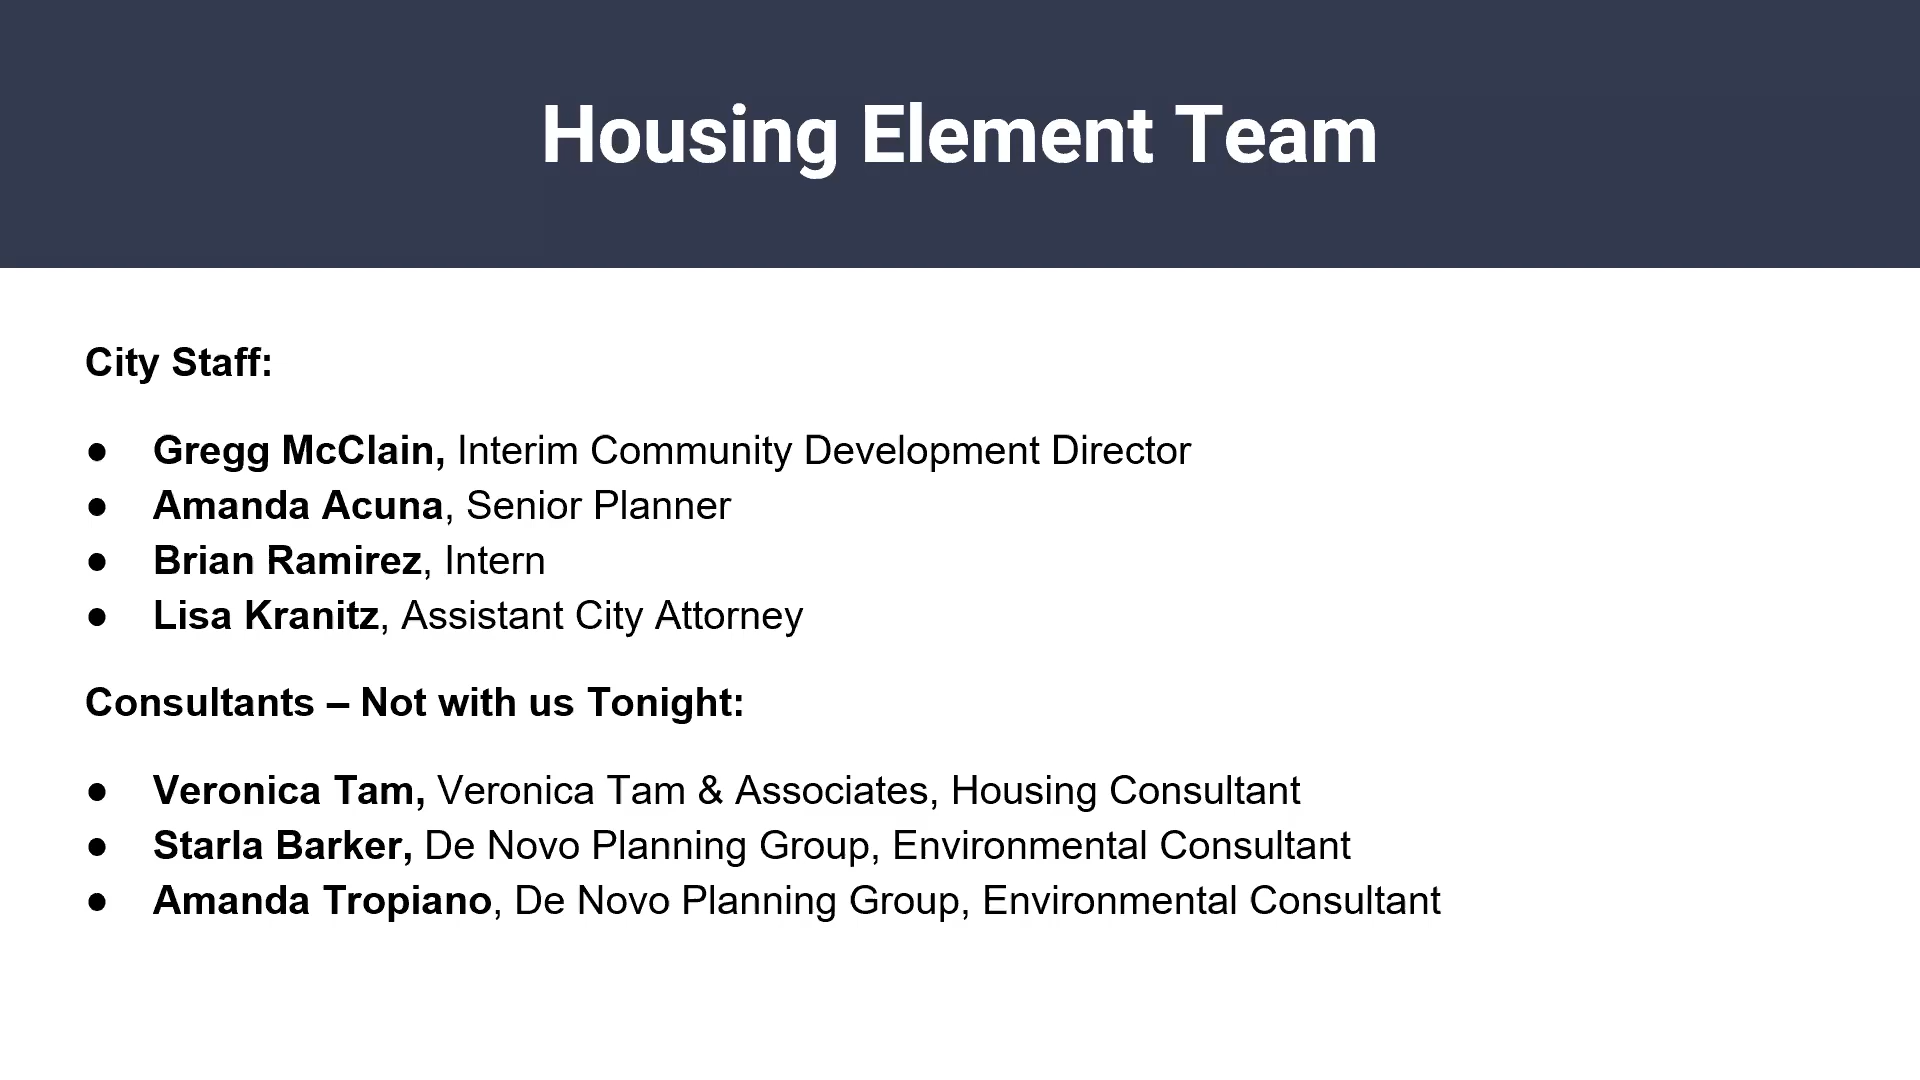 Housing Element Team
City Staff:
● Gregg McClain, Interim Community Development Director
● Amanda Acuna, Senior Planner
● Brian Ramirez, Intern
● Lisa Kranitz, Assistant City Attorney
Consultants – Not with us Tonight:
● Veronica Tam, Veronica Tam & Associates, Housing Consultant
● Starla Barker, De Novo Planning Group, Environmental Consultant
● Amanda Tropiano, De Novo Planning Group, Environmental Consultant